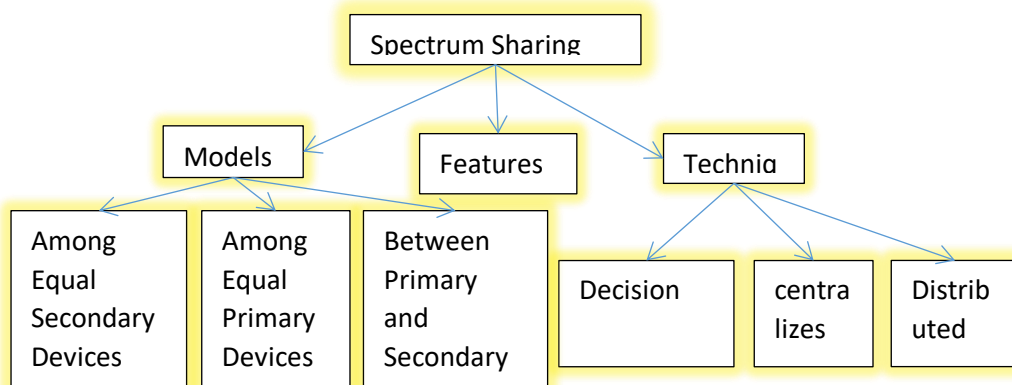 Spectrum Sharing
Models
Features
Techniq
Among
Equal
Secondary
Devices
Among
Equal
Primary
Devices
Between
Primary
and
Secondary
Decision
centra
lizes
Distrib
uted